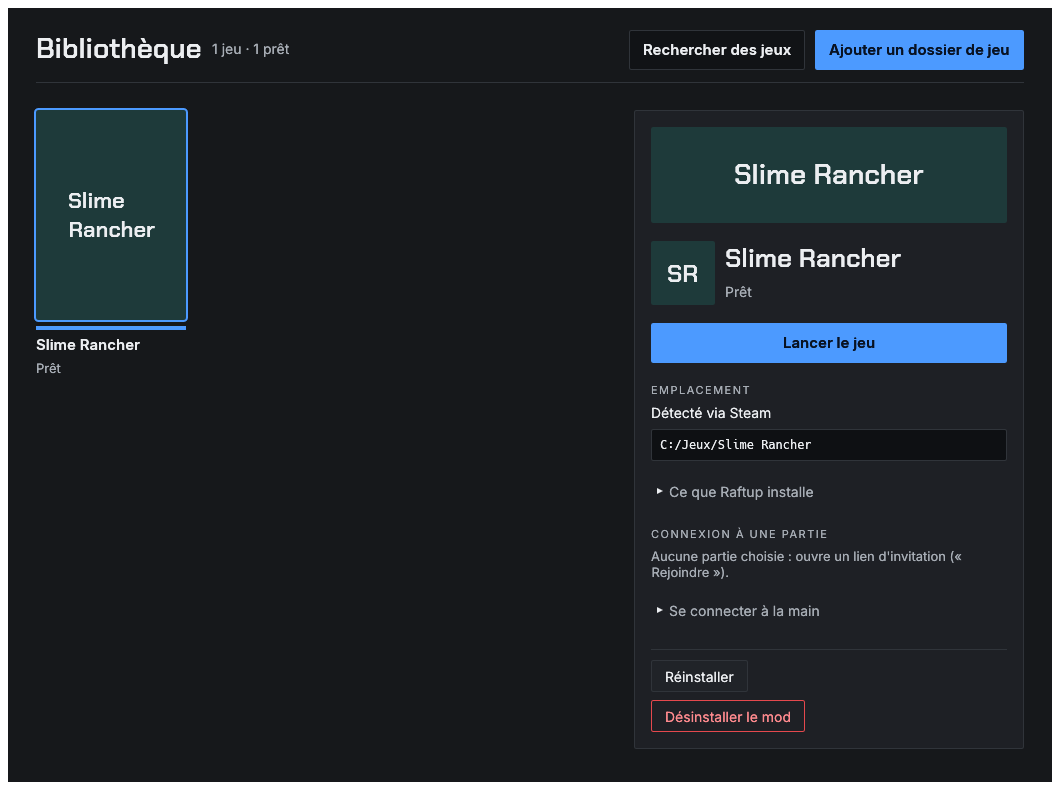 Bibliothèque 1 jeu · 1 prêt
Rechercher des jeux
Ajouter un dossier de jeu
Slime
Rancher
Slime Rancher
Prêt
Slime Rancher
SR
Slime Rancher
Prêt
Lancer le jeu
EMPLACEMENT
Détecté via Steam
C:/Jeux/Slime Rancher
Ce que Raftup installe
CONNEXION À UNE PARTIE
Aucune partie choisie : ouvre un lien d'invitation («
Rejoindre »).
Se connecter à la main
Réinstaller
Désinstaller le mod